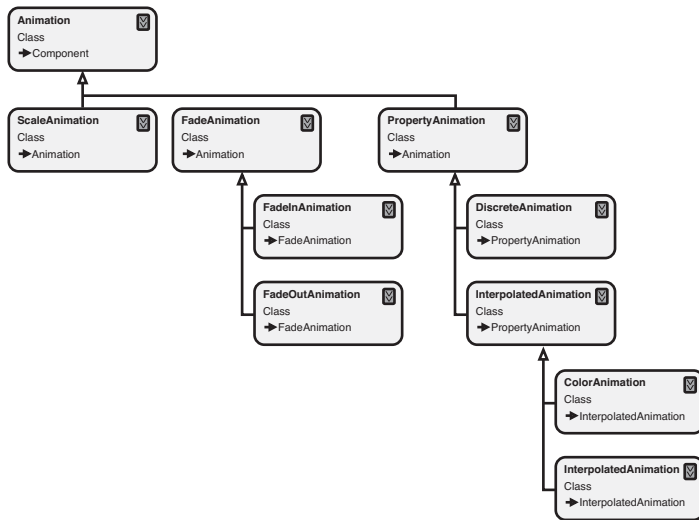 Animation
Class
Component
ScaleAnimation
Class
Animation
FadeAnimation
Class
Animation
PropertyAnimation
Class
Animation
FadeInAnimation
Class
FadeAnimation
DiscreteAnimation
Class
PropertyAnimation
FadeOutAnimation
Class
FadeAnimation
InterpolatedAnimation
Class
PropertyAnimation
ColorAnimation
Class
InterpolatedAnimation
InterpolatedAnimation
Class
InterpolatedAnimation